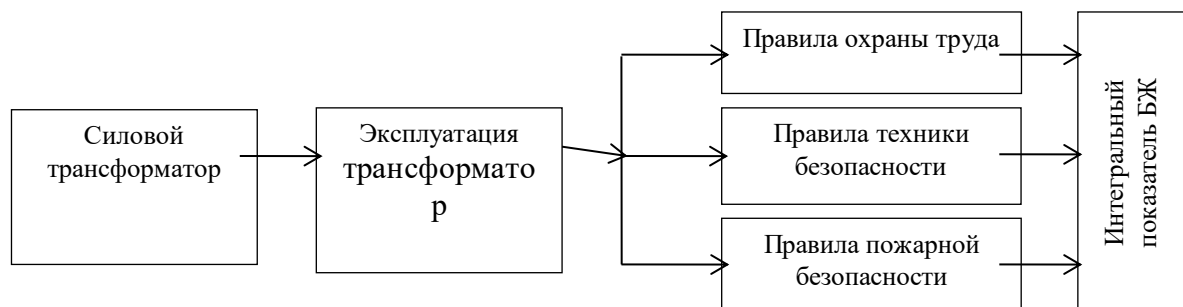 Силовой
трансформатор
Эксплуатация
трансформато
р
Правила охраны труда
Правила техники
безопасности
Правила пожарной
безопасности
Интегральный
показатель БЖ